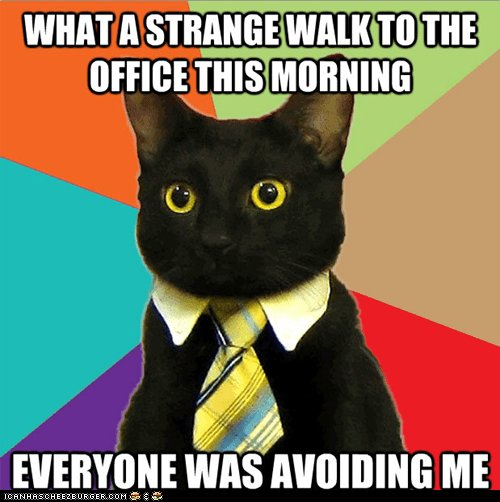 WHAT A STRANGE WALK TO THE
OFFICE THIS MORNING
EVERYONE WAS AVOIDING ME
ICANHASCHEEZBURGER.COM